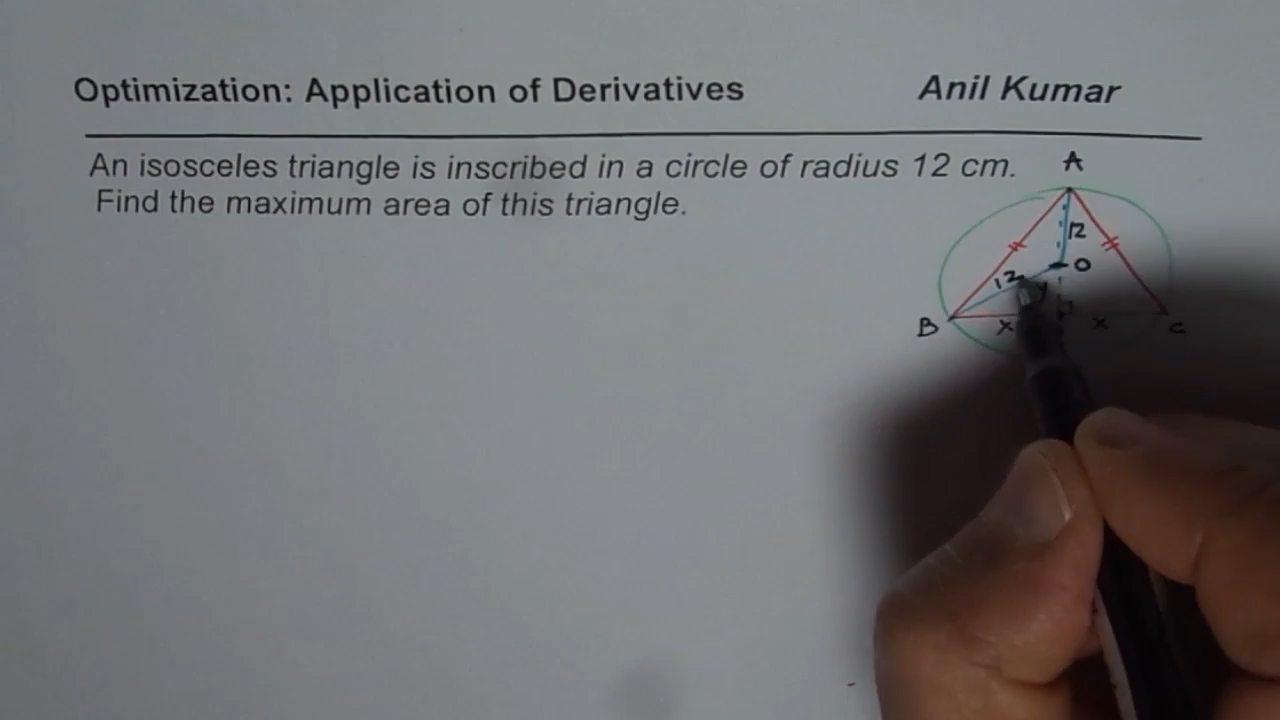 Optimization: Application of Derivatives Anil Kumar
An isosceles triangle is inscribed in a circle of radius 12 cm.
Find the maximum area of this triangle.
A
12
O
12
y
B
x
x
C